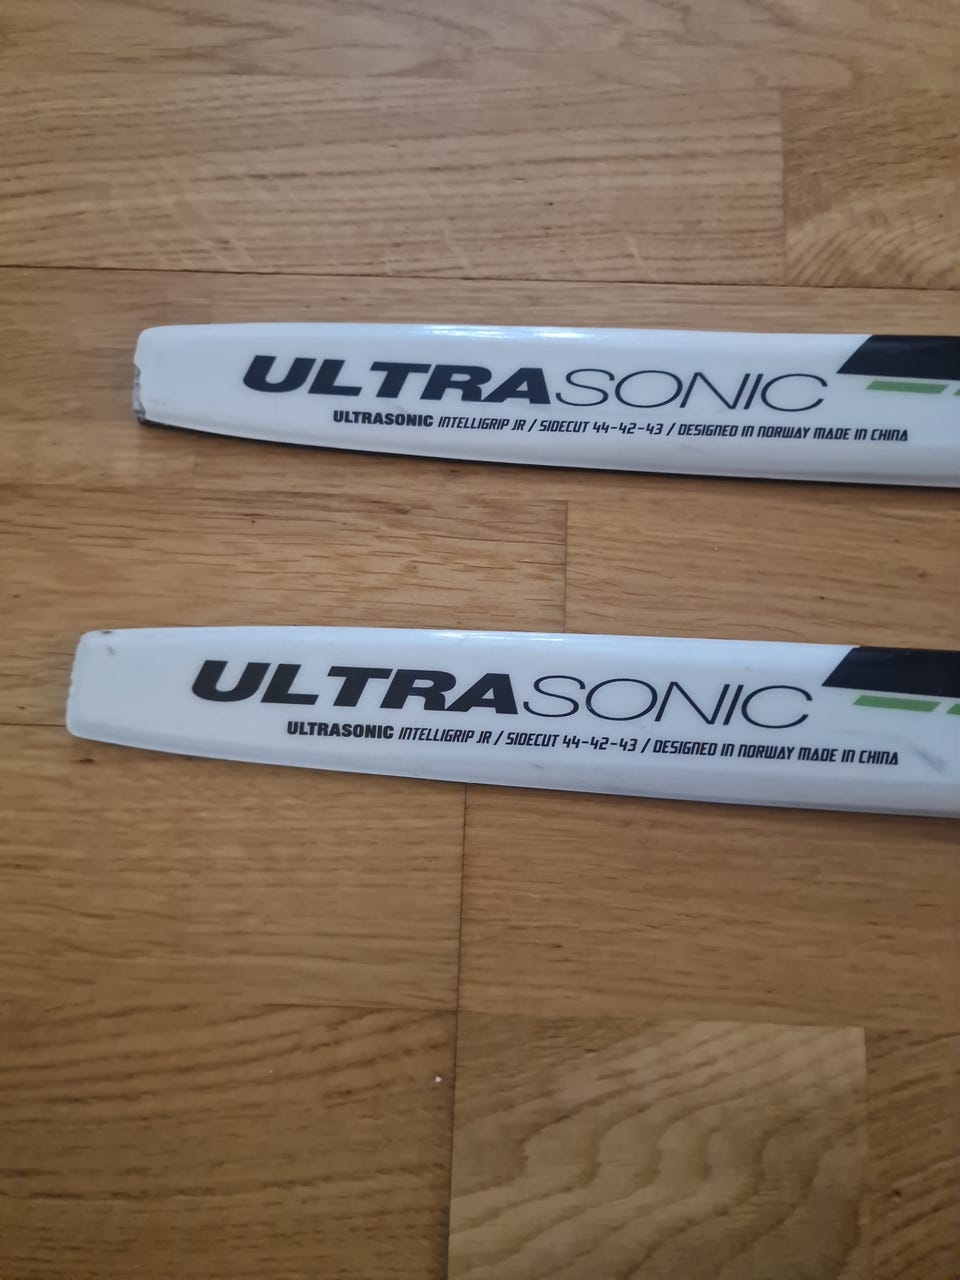 ULTRASONIC
ULTRASONIC INTELLIGRIP JR / SIDECUT 44-42-43 / DESIGNED IN NORWAY MADE IN CHINA
ULTRASONIC
ULTRASONIC INTELLIGRIP JR / SIDECUT 44-42-43 / DESIGNED IN NORWAY MADE IN CHINA